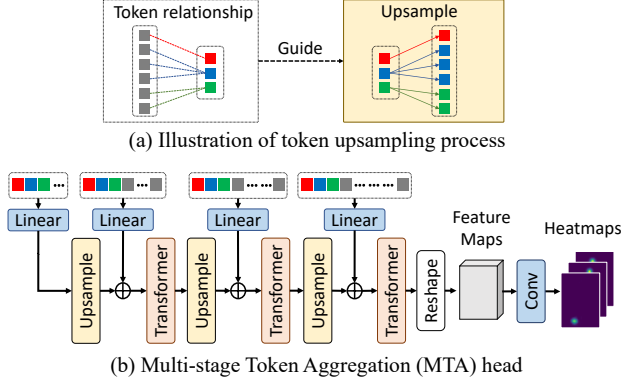 Token relationship
Guide
Upsample
(a) Illustration of token upsampling process
Linear
Linear
Linear
Linear
Upsample
Transformer
Upsample
Transformer
Upsample
Transformer
Reshape
Feature
Maps
Conv
Heatmaps
(b) Multi-stage Token Aggregation (MTA) head